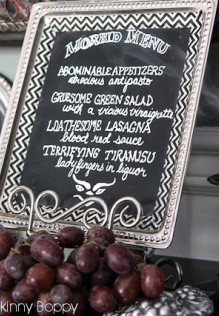 MORBID MENU
ABOMINABLE APPETIZERS
atrocious antipasto
GRUESOME GREEN SALAD
with a vicious vinaigrette
LOATHESOME LASAGNA
blood red sauce
TERRIFYING TIRAMISU
ladyfingers in liquor
kinny Boppy